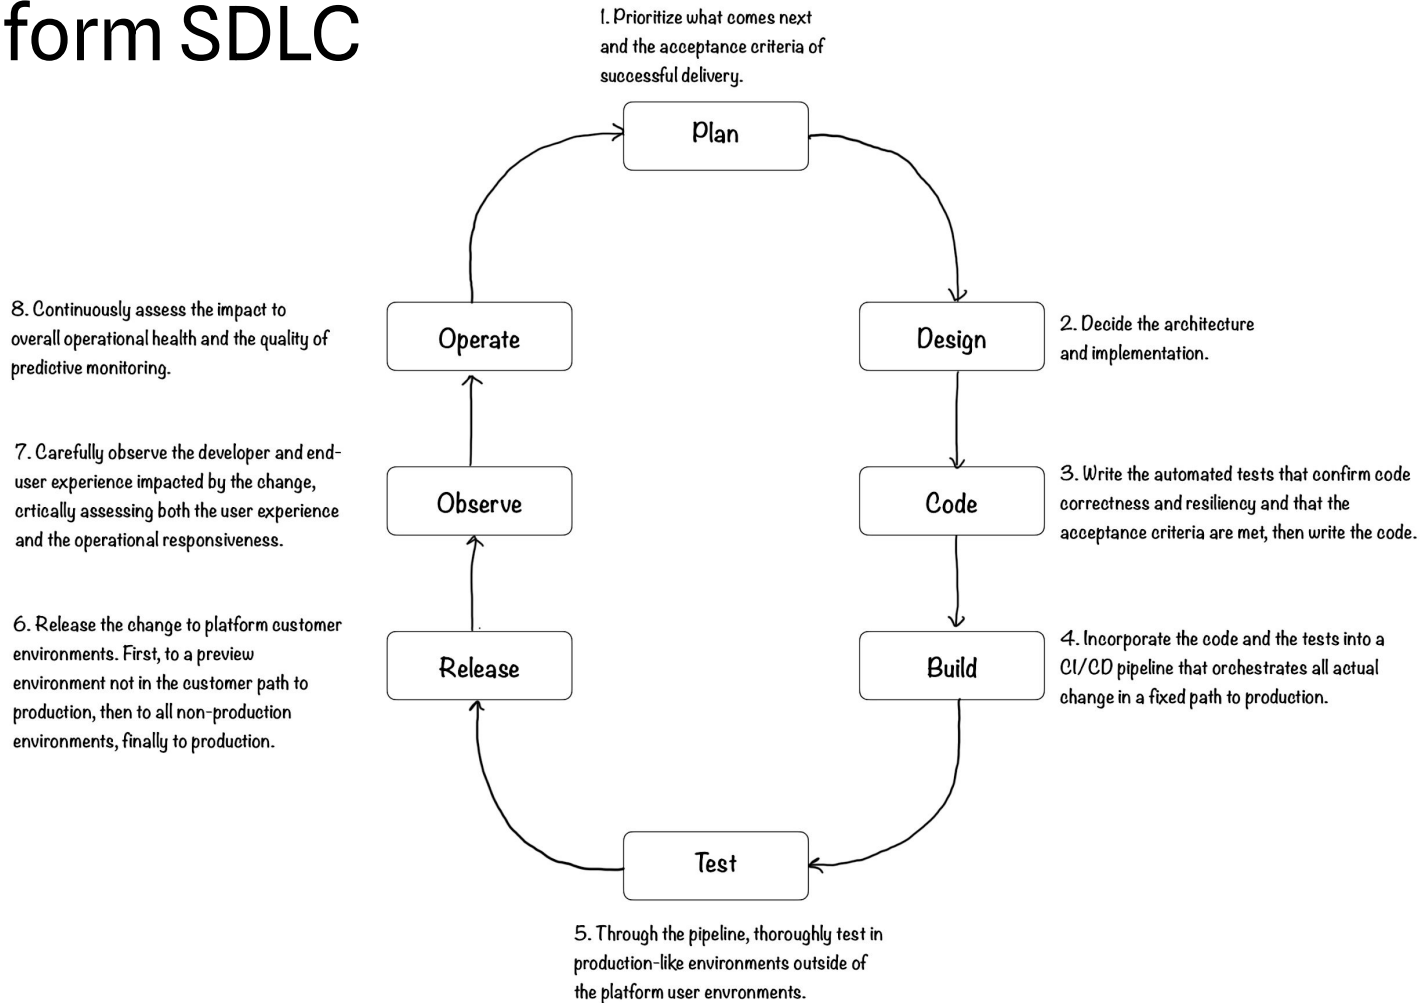 form SDLC
1. Prioritize what comes next
and the acceptance criteria of
successful delivery.
Plan
Design
2. Decide the architecture
and implementation.
Code
3. Write the automated tests that confirm code
correctness and resiliency and that the
acceptance criteria are met, then write the code.
Build
4. Incorporate the code and the tests into a
CI/CD pipeline that orchestrates all actual
change in a fixed path to production.
Test
5. Through the pipeline, thoroughly test in
production-like environments outside of
the platform user envronments.
Release
6. Release the change to platform customer
environments. First, to a preview
environment not in the customer path to
production, then to all non-production
environments, finally to production.
Observe
7. Carefully observe the developer and end-
user experience impacted by the change,
crtically assessing both the user experience
and the operational responsiveness.
Operate
8. Continuously assess the impact to
overall operational health and the quality of
predictive monitoring.